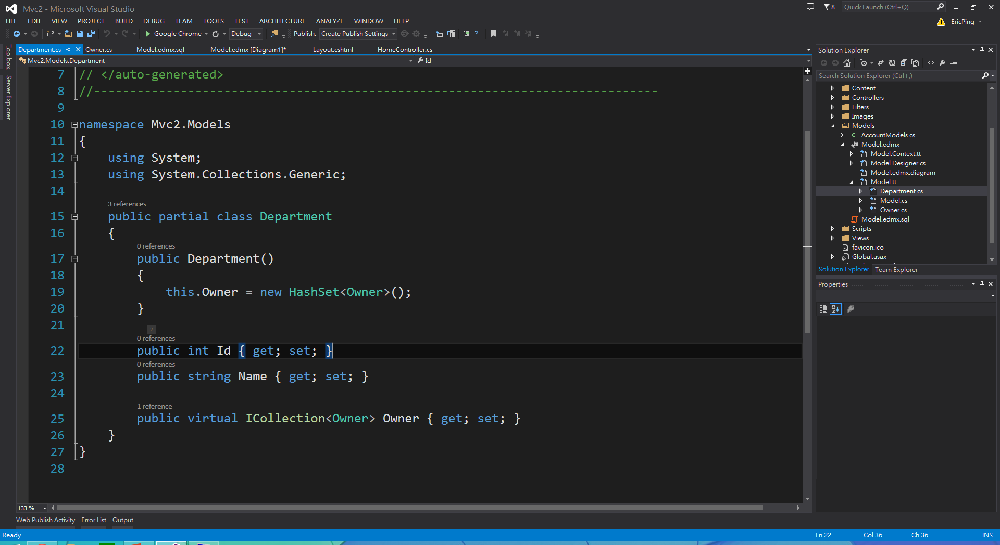 Mvc2 - Microsoft Visual Studio
8
Quick Launch (Ctrl+Q)
FILE EDIT VIEW PROJECT BUILD DEBUG TEAM TOOLS TEST ARCHITECTURE ANALYZE WINDOW HELP
EricPing
Google Chrome
Debug
Publish: Create Publish Settings
Toolbox
Server Explorer
Department.cs Owner.cs Model.edmx.sql Model.edmx [Diagram1]* _Layout.cshtml HomeController.cs
Mvc2.Models.Department
Id
7 // </auto-generated>
8 //------------------------------------------------------------------------------
9
10 namespace Mvc2.Models
11 {
12 using System;
13 using System.Collections.Generic;
14
3 references
15 public partial class Department
16 {
0 references
17 public Department()
18 {
19 this.Owner = new HashSet<Owner>();
20 }
21
2
0 references
22 public int Id { get; set; }
0 references
23 public string Name { get; set; }
24
1 reference
25 public virtual ICollection<Owner> Owner { get; set; }
26 }
27 }
28
133 %
Solution Explorer
Search Solution Explorer (Ctrl+;)
Content
Controllers
Filters
Images
Models
C# AccountModels.cs
Model.edmx
Model.Context.tt
Model.Designer.cs
Model.edmx.diagram
Model.tt
Department.cs
Model.cs
Owner.cs
Model.edmx.sql
Scripts
Views
favicon.ico
Global.asax
Solution Explorer Team Explorer
Properties
Web Publish Activity Error List Output
Ready
Ln 22 Col 36 Ch 36 INS